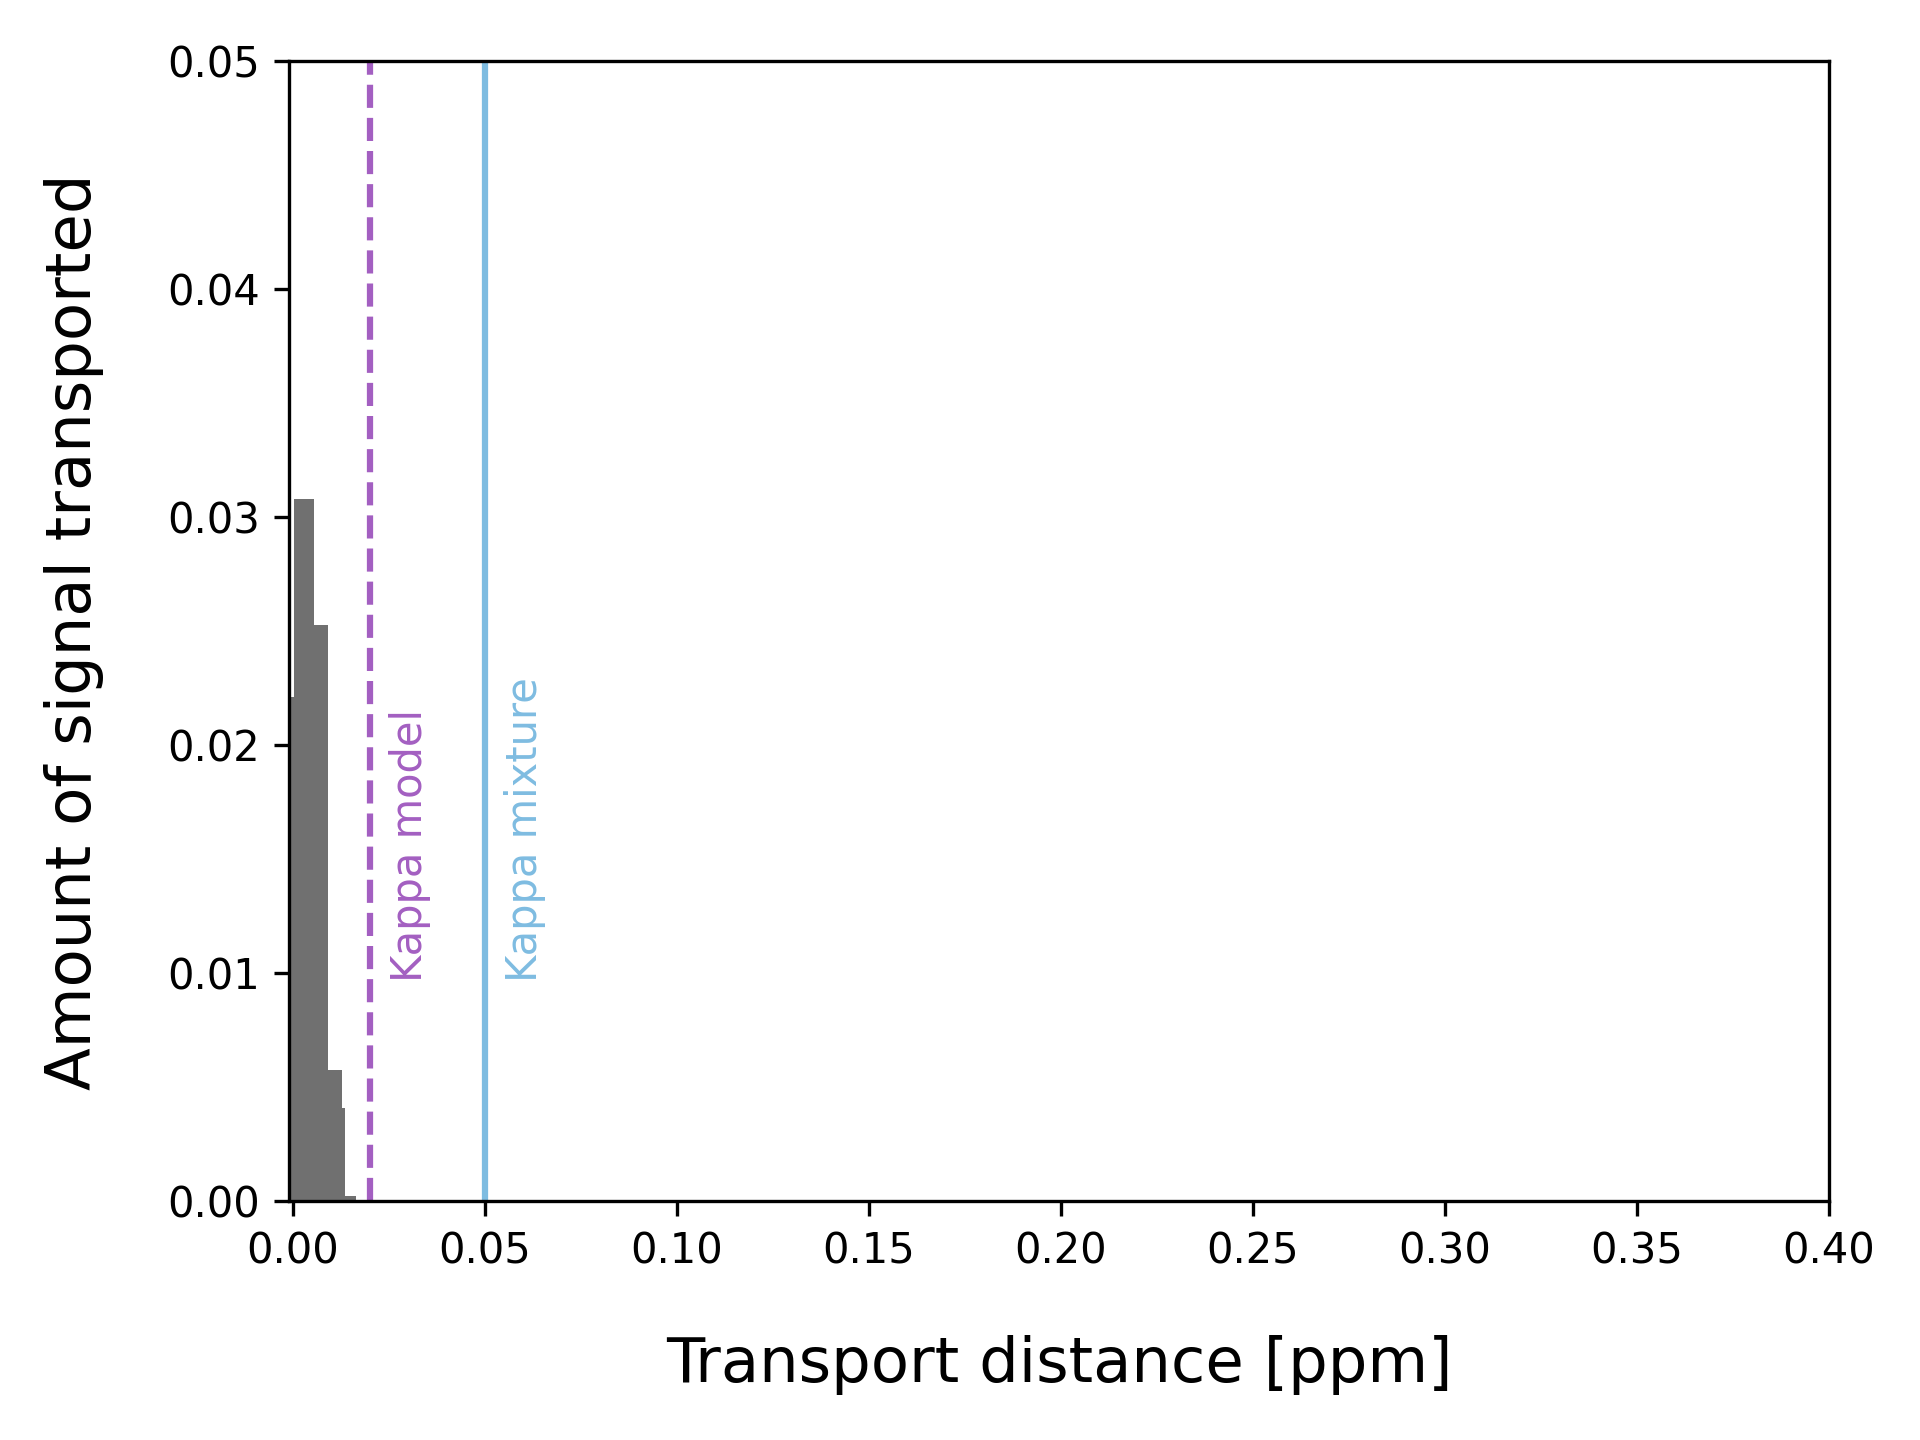 Amount of signal transported
0.05
0.04
0.03
0.02
0.01
0.00
Kappa model
Kappa mixture
0.00 0.05 0.10 0.15 0.20 0.25 0.30 0.35 0.40
Transport distance [ppm]